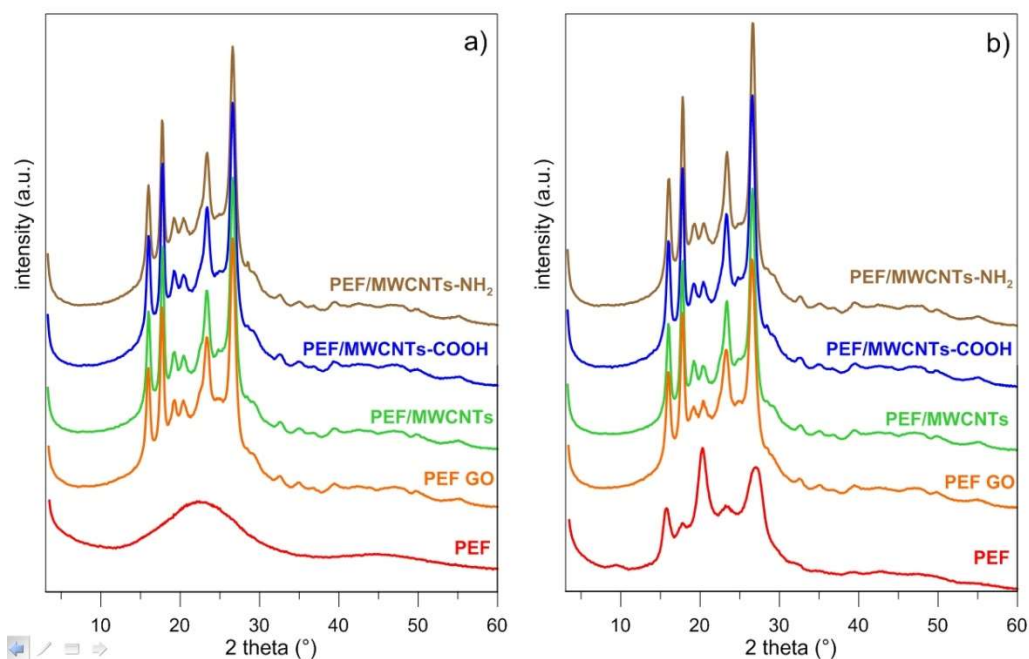 a)
intensity (a.u.)
PEF/MWCNTs-NH₂
PEF/MWCNTs-COOH
PEF/MWCNTs
PEF GO
PEF
10 20 30 40 50 60
2 theta (°)
b)
intensity (a.u.)
PEF/MWCNTs-NH₂
PEF/MWCNTs-COOH
PEF/MWCNTs
PEF GO
PEF
10 20 30 40 50 60
2 theta (°)